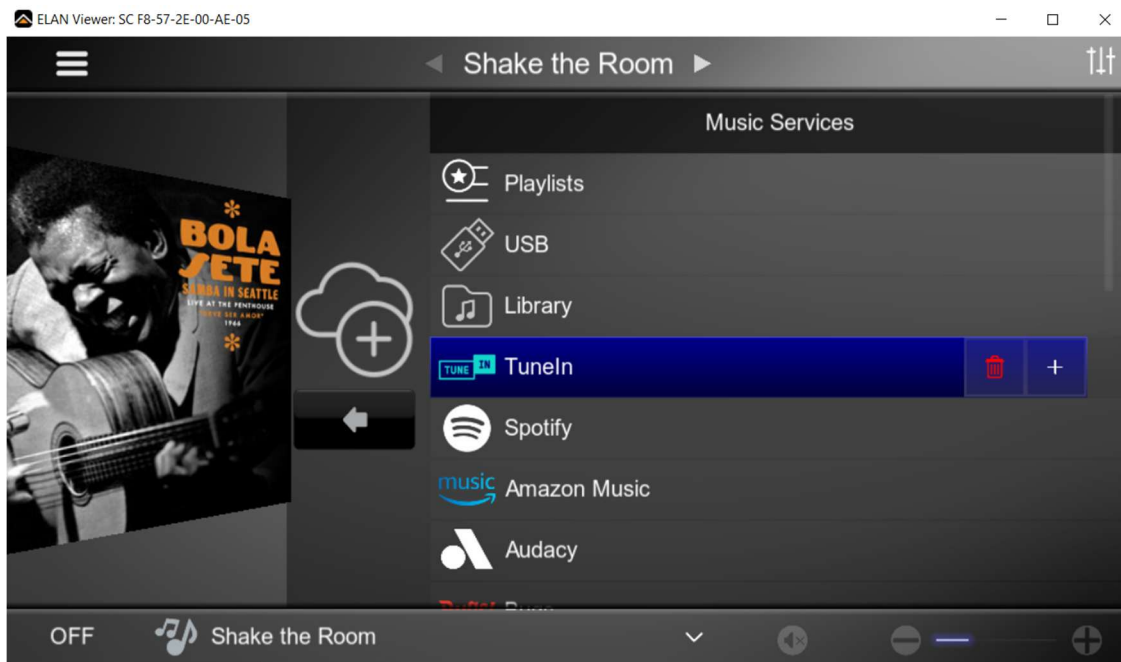 ELAN Viewer: SC F8-57-2E-00-AE-05
Shake the Room
Music Services
BOLA
SETE
SAMBA IN SEATTLE
LIVE AT THE PENTHOUSE
1966
Playlists
USB
Library
TUNE IN TuneIn
Spotify
music Amazon Music
Audacy
Bugs
OFF Shake the Room